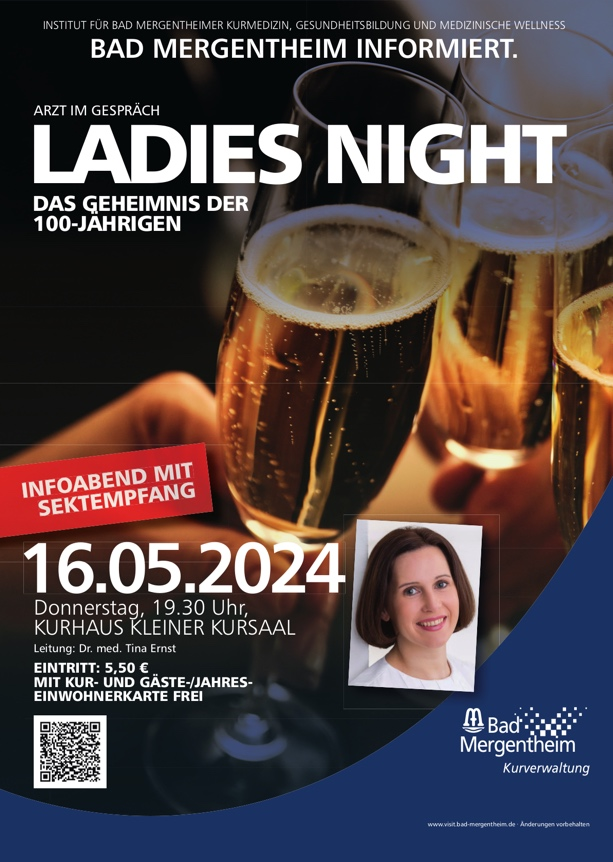 INSTITUT FÜR BAD MERGENTHEIMER KURMEDIZIN, GESUNDHEITSBILDUNG UND MEDIZINISCHE WELLNESS
BAD MERGENTHEIM INFORMIERT.
ARZT IM GESPRÄCH
LADIES NIGHT
DAS GEHEIMNIS DER
100-JÄHRIGEN
INFOABEND MIT
SEKTEMPFANG
16.05.2024
Donnerstag, 19.30 Uhr,
KURHAUS KLEINER KURSAAL
Leitung: Dr. med. Tina Ernst
EINTRITT: 5,50 €
MIT KUR- UND GÄSTE-/JAHRES-
EINWOHNERKARTE FREI
Bad
Mergentheim
Kurverwaltung
www.visit.bad-mergentheim.de · Änderungen vorbehalten